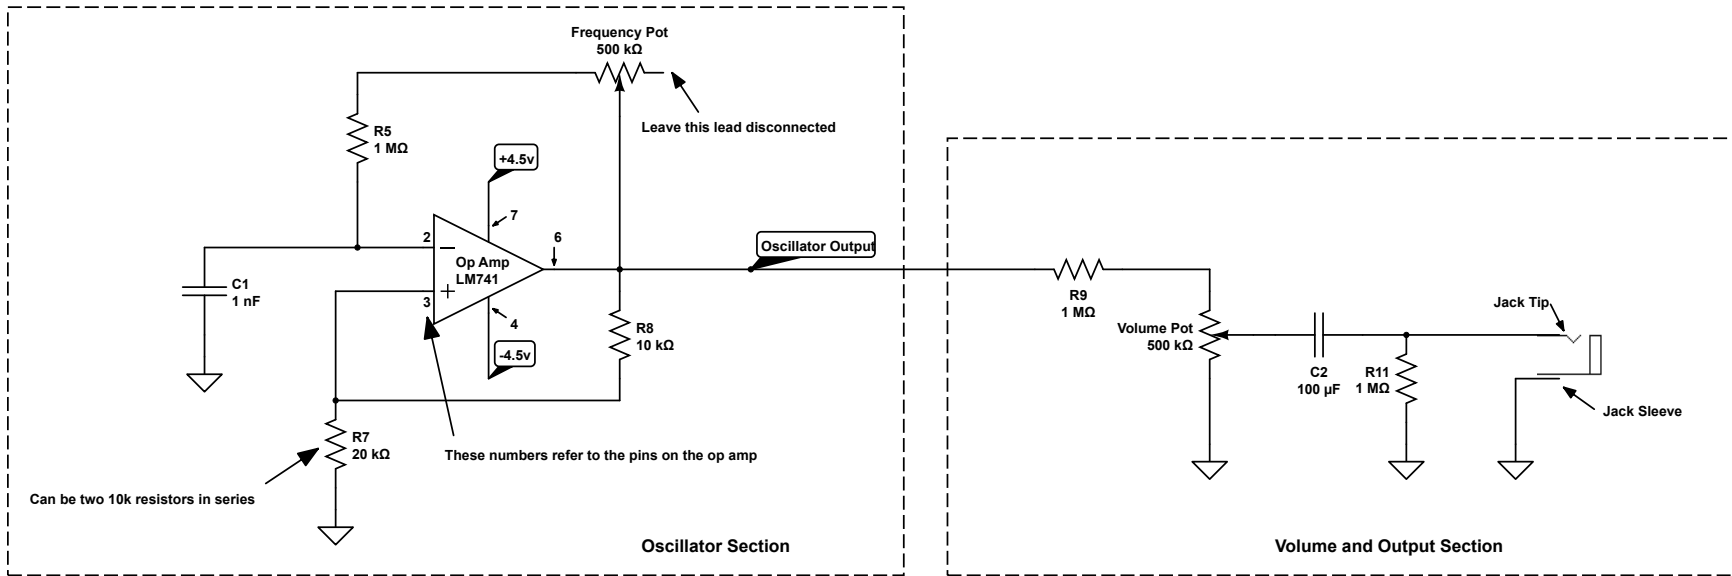 Frequency Pot
500 kΩ
Leave this lead disconnected
R5
1 MΩ
+4.5v
7
2
6
Oscillator Output
Op Amp
LM741
C1
1 nF
3
4
-4.5v
R8
10 kΩ
R7
20 kΩ
These numbers refer to the pins on the op amp
Can be two 10k resistors in series
Oscillator Section
R9
1 MΩ
Volume Pot
500 kΩ
Jack Tip
C2
100 µF
R11
1 MΩ
Jack Sleeve
Volume and Output Section